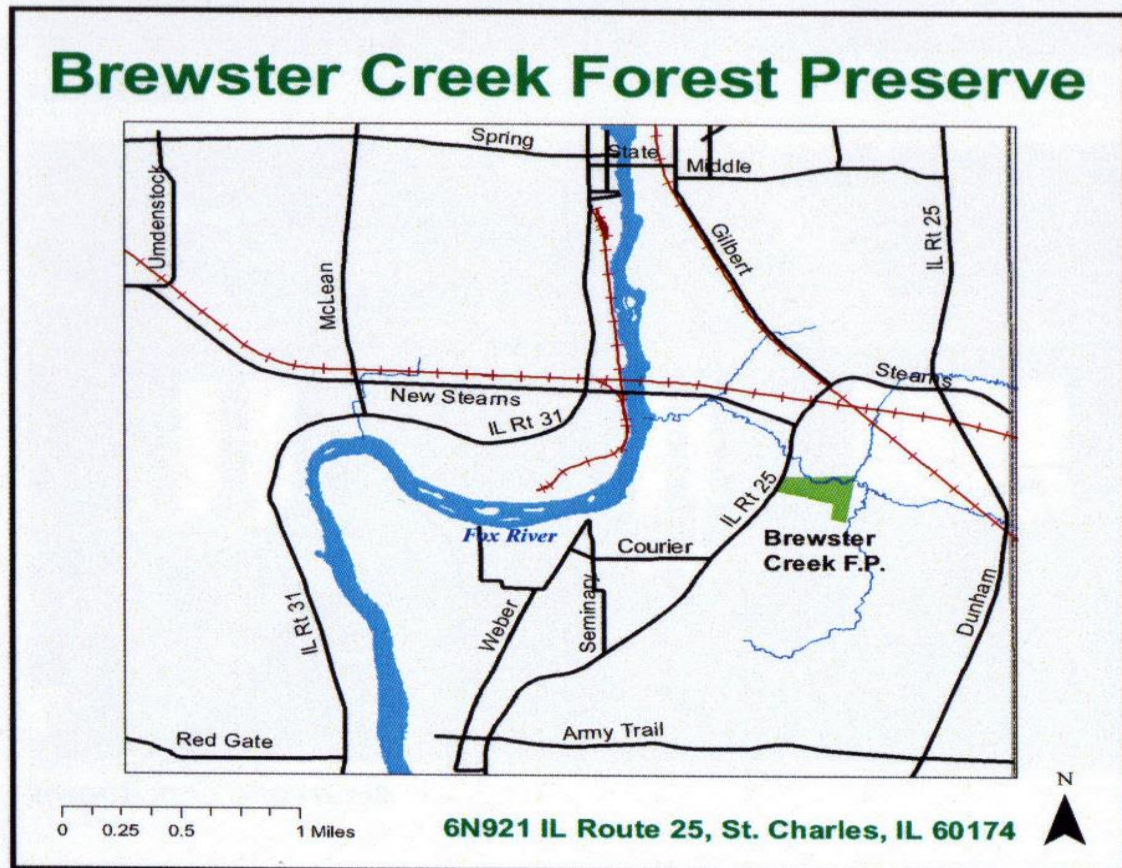 Brewster Creek Forest Preserve
Spring
State
Middle
Umdenstock
McLean
Gilbert
IL Rt 25
Stearns
New Stearns
IL Rt 31
IL Rt 25
Brewster
Creek F.P.
Fox River
Courier
Seminary
Weber
IL Rt 31
Dunham
Red Gate
Army Trail
N
0 0.25 0.5 1 Miles
6N921 IL Route 25, St. Charles, IL 60174